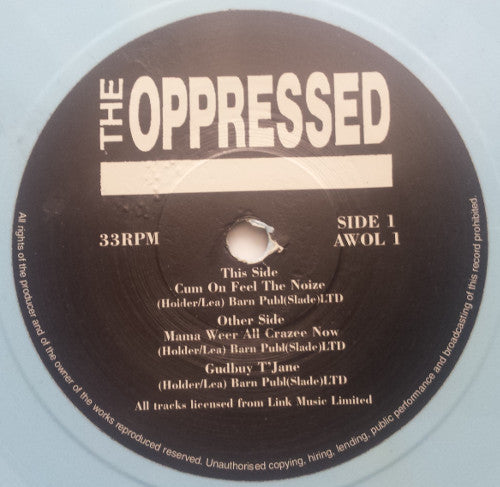 THE OPPRESSED
33RPM
SIDE 1
AWOL 1
This Side
Cum On Feel The Noize
(Hoider/Lea) Barn Publ(Slade)LTD
Other Side
Mama Weer All Crazee Now
(Holder/Lea) Barn Publ(Slade)LTD
Gudbuy T'Jane
(Holder/Lea) Barn Publ(Slade)LTD
All tracks licensed from Link Music Limited
All rights of the producer and of the owner of the works reproduced reserved. Unauthorised copying, hiring, lending, public performance and broadcasting of this record prohibited.